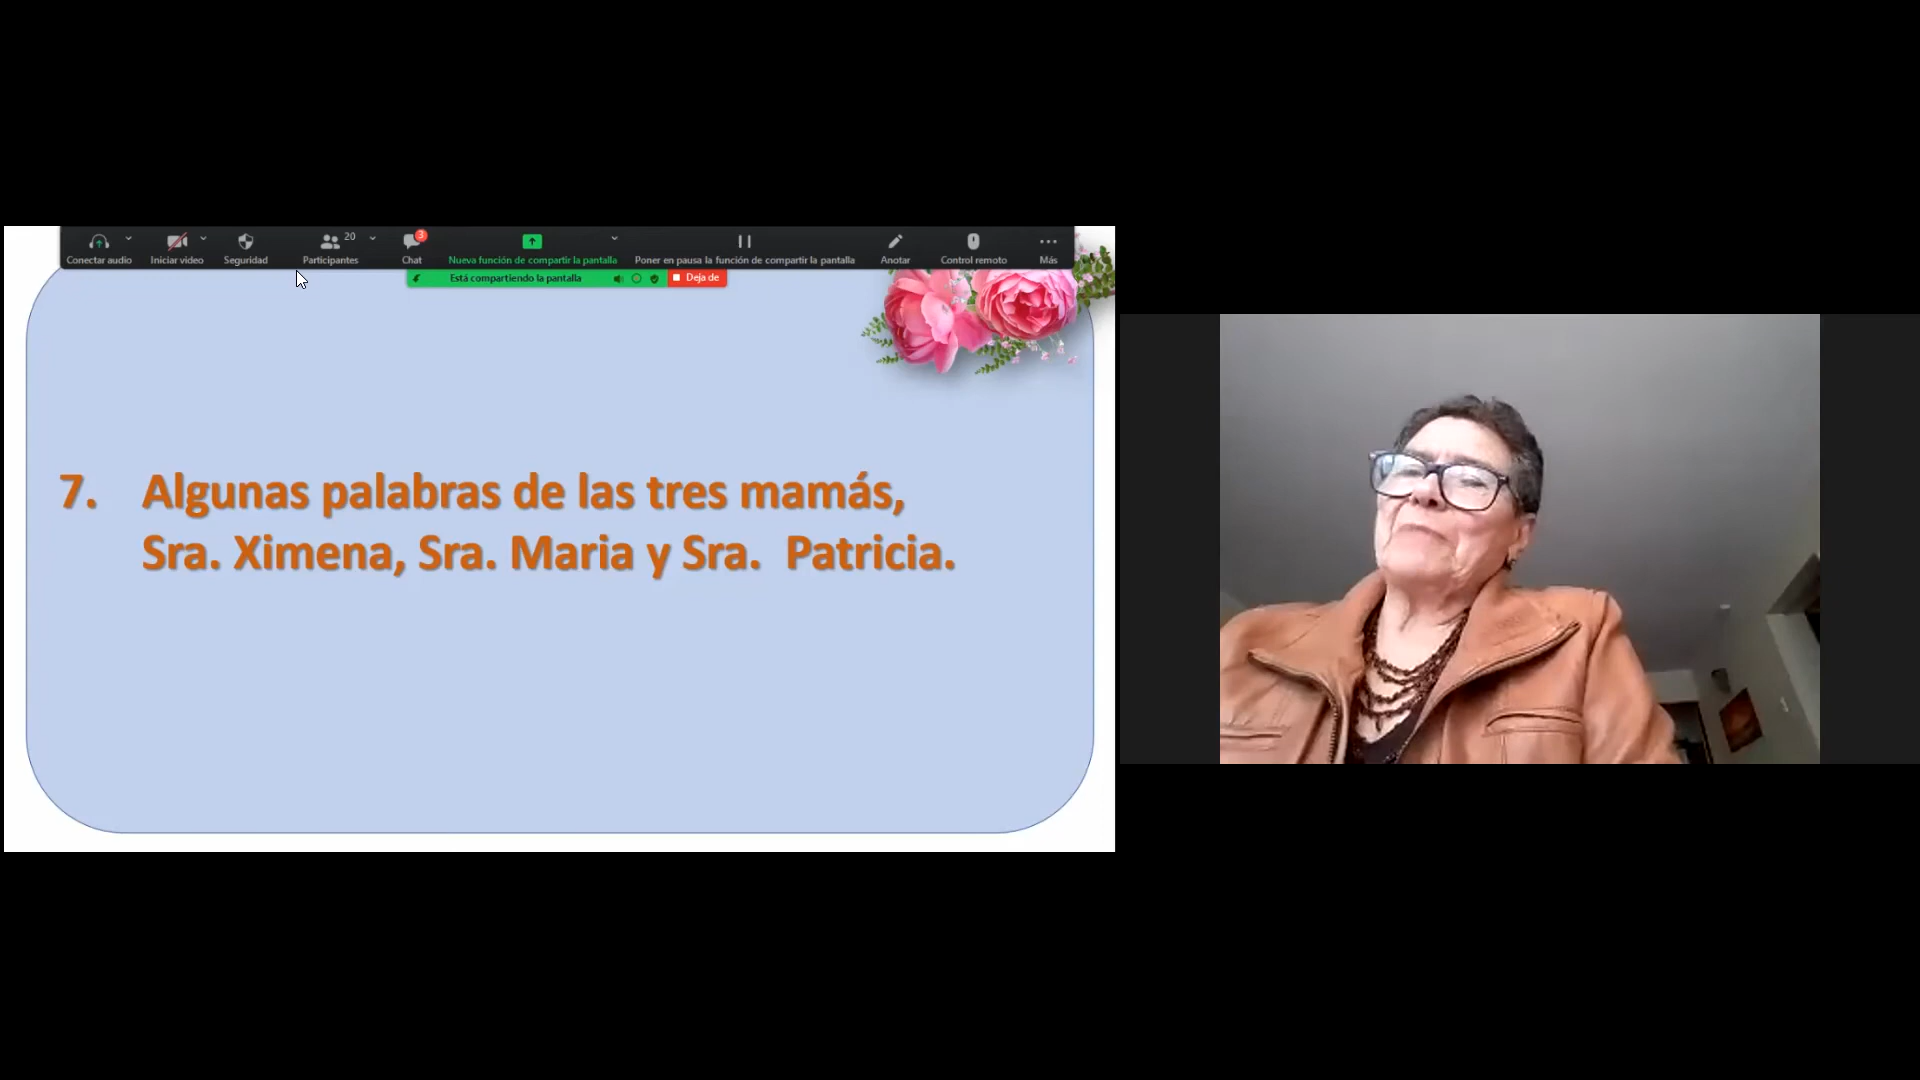 20
3
Conectar audio
Iniciar video
Seguridad
Participantes
Chat
Nueva función de compartir la pantalla
Poner en pausa la función de compartir la pantalla
Anotar
Control remoto
Más
Está compartiendo la pantalla
Deja de
7. Algunas palabras de las tres mamás,
Sra. Ximena, Sra. Maria y Sra. Patricia.